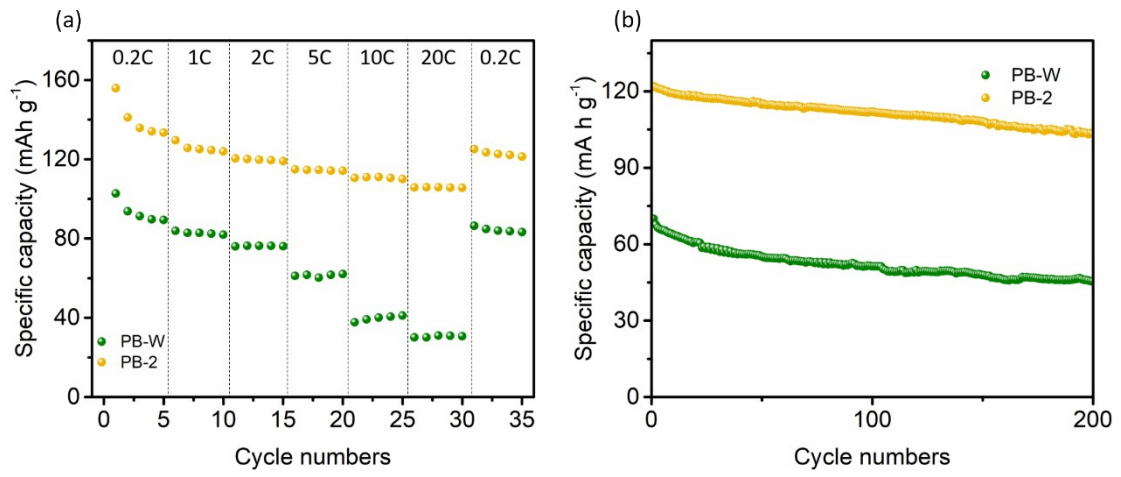 (a)
0.2C 1C 2C 5C 10C 20C 0.2C
Specific capacity (mAh g⁻¹)
160
120
80
40
0
PB-W
PB-2
0 5 10 15 20 25 30 35
Cycle numbers
(b)
Specific capacity (mA h g⁻¹)
120
90
60
30
0
PB-W
PB-2
0 100 200
Cycle numbers